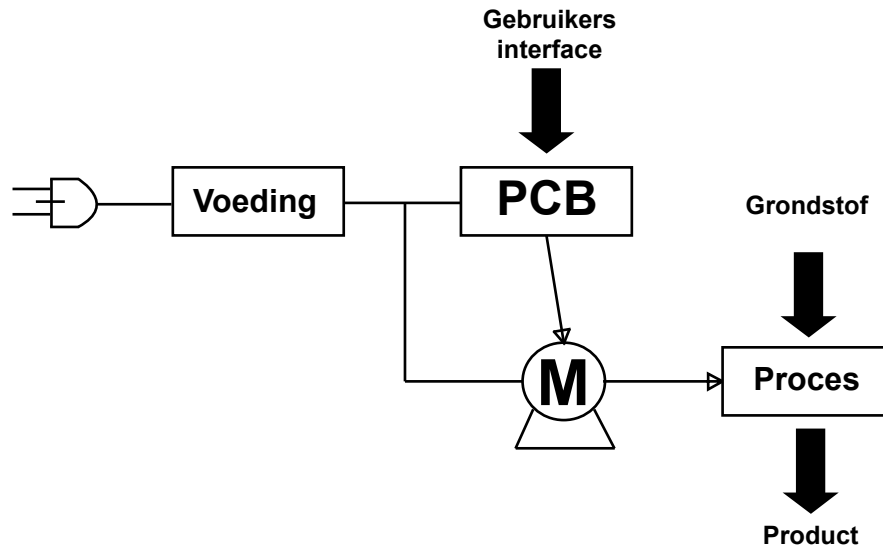 Gebruikers
interface
Voeding
PCB
Grondstof
M
Proces
Product